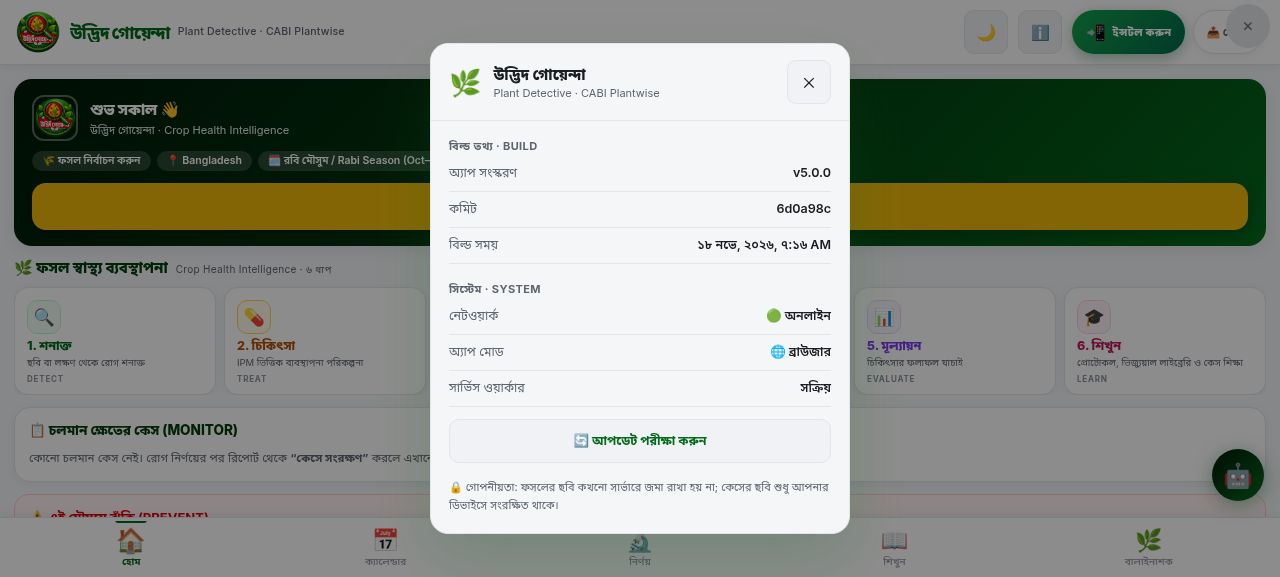 উদ্ভিদ গোয়েন্দা Plant Detective · CABI Plantwise
ইন্সটল করুন
শুভ সকাল
উদ্ভিদ গোয়েন্দা · Crop Health Intelligence
ফসল নির্বাচন করুন Bangladesh রবি মৌসুম / Rabi Season (Oct–
ফসল স্বাস্থ্য ব্যবস্থাপনা Crop Health Intelligence · ৬ ধাপ
1. শনাক্ত
ছবি বা লক্ষণ থেকে রোগ শনাক্ত
DETECT
2. চিকিৎসা
IPM ভিত্তিক ব্যবস্থাপনা পরিকল্পনা
TREAT
5. মূল্যায়ন
চিকিৎসার ফলাফল যাচাই
EVALUATE
6. শিখুন
প্রোটোকল, ভিজ্যুয়াল লাইব্রেরি ও কেস শিক্ষা
LEARN
চলমান ক্ষেতের কেস (MONITOR)
কোনো চলমান কেস নেই। রোগ নির্ণয়ের পর রিপোর্ট থেকে “কেসে সংরক্ষণ” করলে এখানে
এই মৌসুমে ঝুঁকি (PREVENT)
হোম
ক্যালেন্ডার
নির্ণয়
শিখুন
বালাইনাশক
উদ্ভিদ গোয়েন্দা
Plant Detective · CABI Plantwise
বিল্ড তথ্য · BUILD
অ্যাপ সংস্করণ v5.0.0
কমিট 6d0a98c
বিল্ড সময় ১৮ নভে, ২০২৬, ৭:১৬ AM
সিস্টেম · SYSTEM
নেটওয়ার্ক অনলাইন
অ্যাপ মোড ব্রাউজার
সার্ভিস ওয়ার্কার সক্রিয়
আপডেট পরীক্ষা করুন
গোপনীয়তা: ফসলের ছবি কখনো সার্ভারে জমা রাখা হয় না; কেসের ছবি শুধু আপনার
ডিভাইসে সংরক্ষিত থাকে।